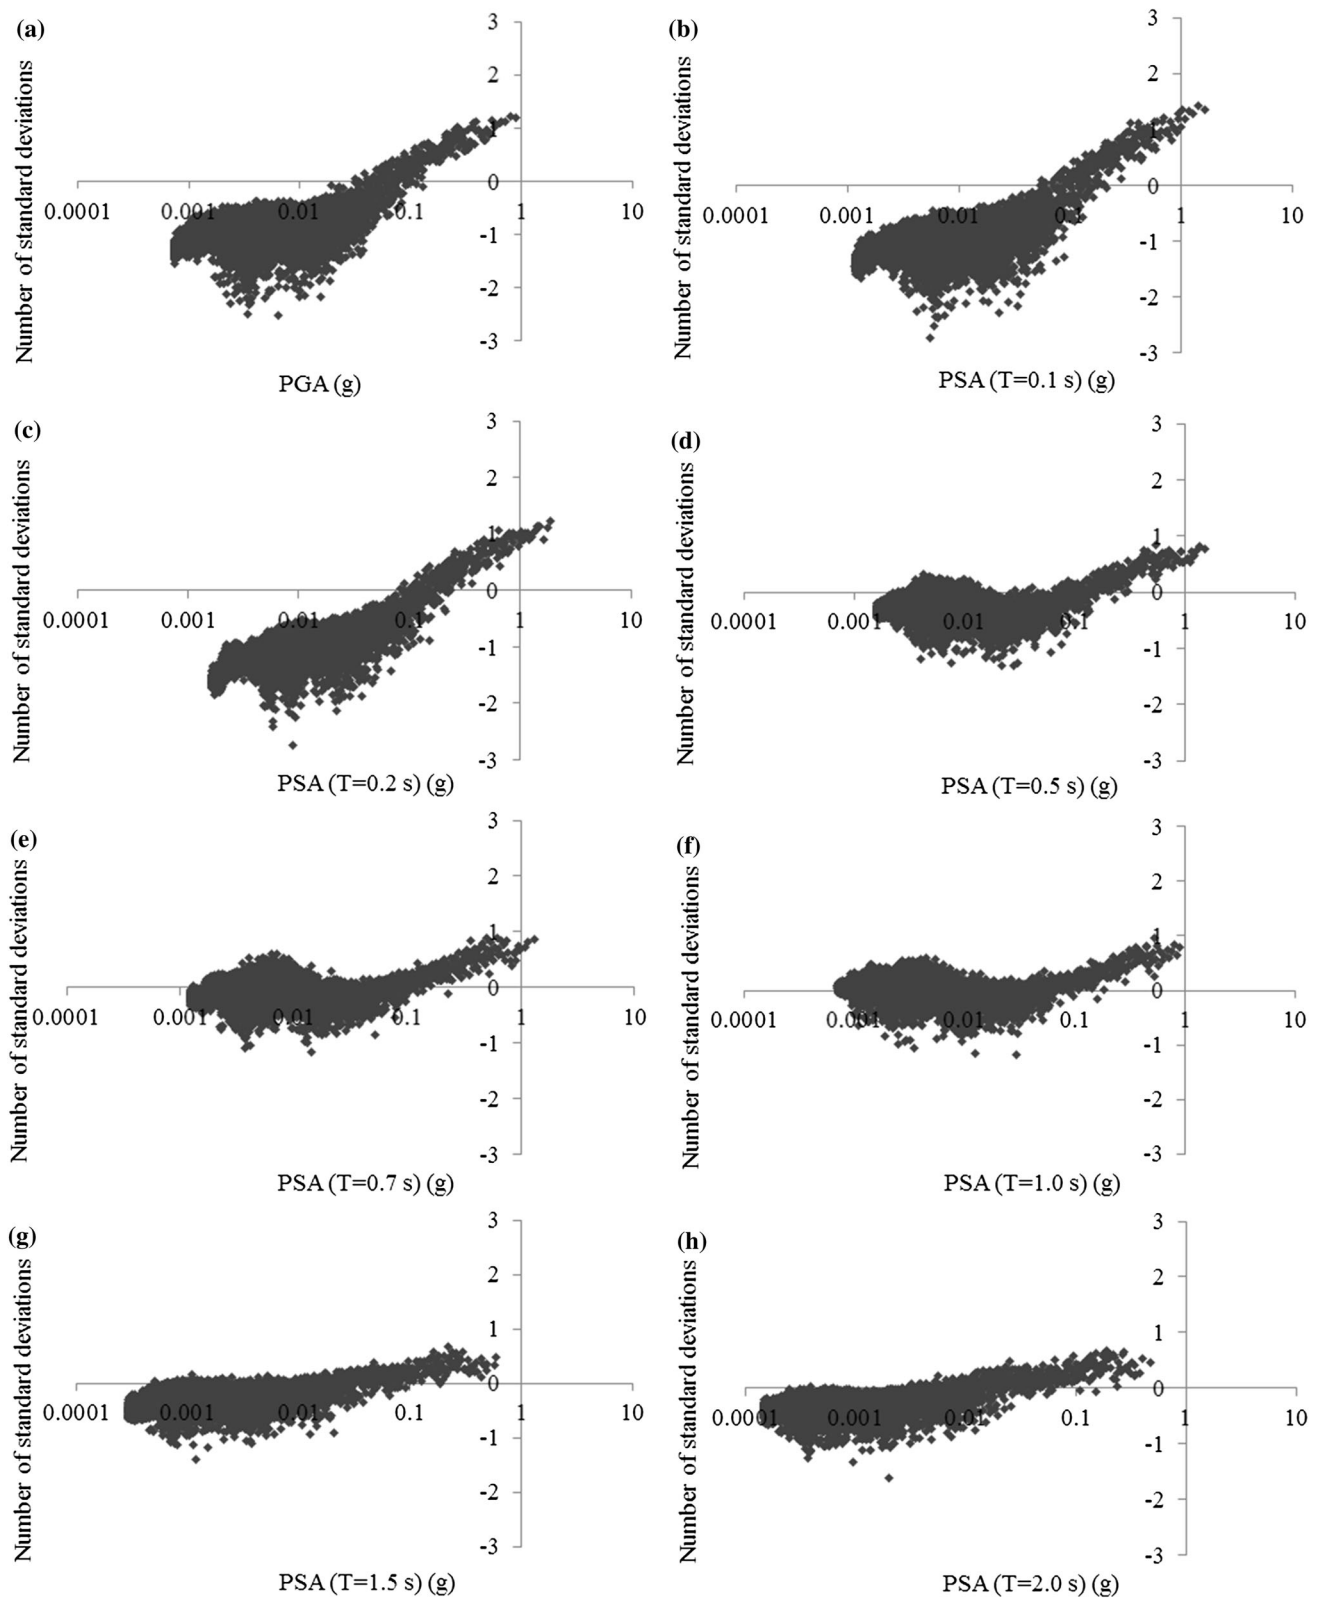 (a)
Number of standard deviations
3
2
1
0
-1
-2
-3
0.0001 0.001 0.01 0.1 1 10
PGA (g)
(b)
Number of standard deviations
3
2
1
0
-1
-2
-3
0.0001 0.001 0.01 0.1 1 10
PSA (T=0.1 s) (g)
(c)
Number of standard deviations
3
2
1
0
-1
-2
-3
0.0001 0.001 0.01 0.1 1 10
PSA (T=0.2 s) (g)
(d)
Number of standard deviations
3
2
1
0
-1
-2
-3
0.0001 0.001 0.01 0.1 1 10
PSA (T=0.5 s) (g)
(e)
Number of standard deviations
3
2
1
0
-1
-2
-3
0.0001 0.001 0.01 0.1 1 10
PSA (T=0.7 s) (g)
(f)
Number of standard deviations
3
2
1
0
-1
-2
-3
0.0001 0.001 0.01 0.1 1 10
PSA (T=1.0 s) (g)
(g)
Number of standard deviations
3
2
1
0
-1
-2
-3
0.0001 0.001 0.01 0.1 1 10
PSA (T=1.5 s) (g)
(h)
Number of standard deviations
3
2
1
0
-1
-2
-3
0.0001 0.001 0.01 0.1 1 10
PSA (T=2.0 s) (g)